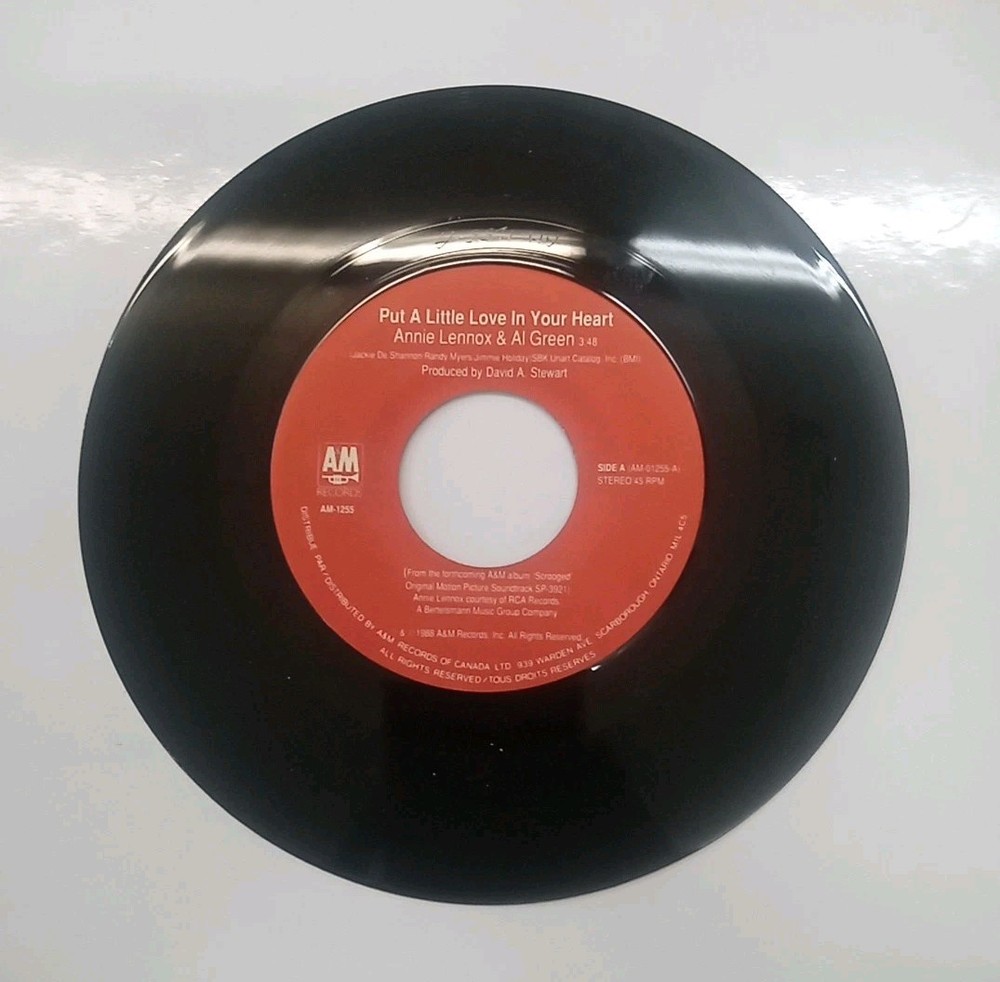 Put A Little Love In Your Heart
Annie Lennox & Al Green 3:48
(Jackie De Shannon-Randy Myers-Jimmie Holiday)SBK Unart Catalog, Inc. (BMI)
Produced by David A. Stewart
A&M
RECORDS
AM-1255
SIDE A (AM-01255-A)
STEREO 45 RPM
(From the forthcoming A&M album 'Scrooged'
Original Motion Picture Soundtrack SP-3921)
Annie Lennox courtesy of RCA Records,
A Bertelsmann Music Group Company
& ℗ 1988 A&M Records, Inc. All Rights Reserved.
DISTRIBUÉ PAR / DISTRIBUTED BY A&M RECORDS OF CANADA LTD. 939 WARDEN AVE. SCARBOROUGH, ONTARIO M1L 4C5
ALL RIGHTS RESERVED / TOUS DROITS RÉSERVÉS